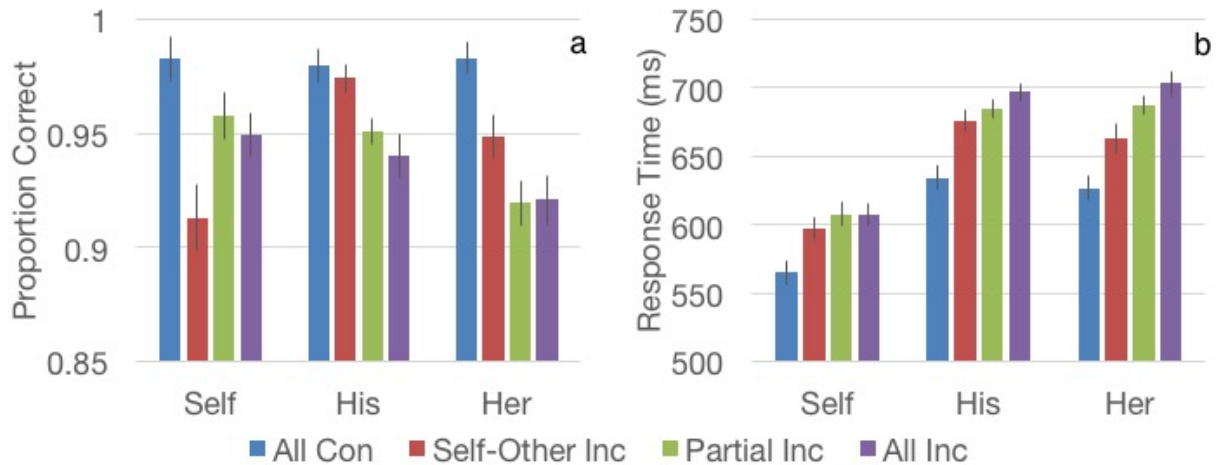 a
Proportion Correct
1
0.95
0.9
0.85
Self His Her
b
Response Time (ms)
750
700
650
600
550
500
Self His Her
All Con Self-Other Inc Partial Inc All Inc